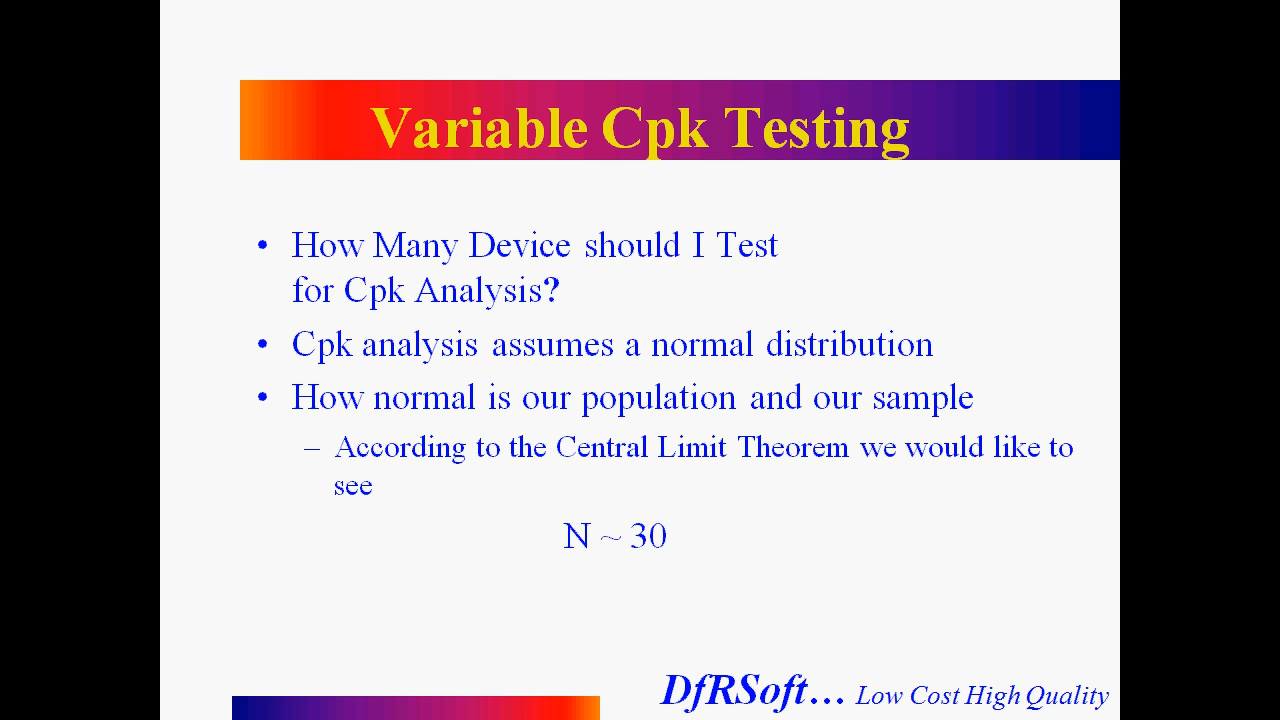 Variable Cpk Testing
• How Many Device should I Test
for Cpk Analysis?
• Cpk analysis assumes a normal distribution
• How normal is our population and our sample
– According to the Central Limit Theorem we would like to
see
N ~ 30
DfRSoft… Low Cost High Quality